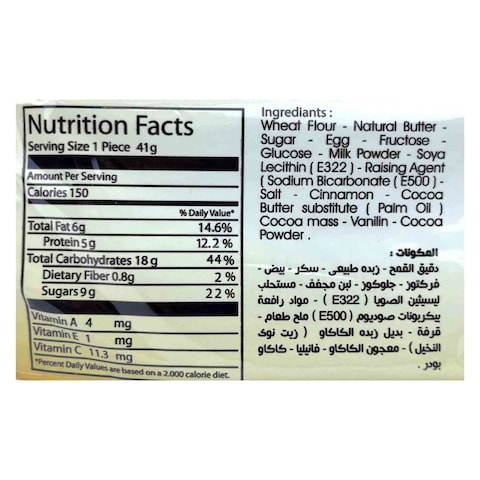 Nutrition Facts
Serving Size 1 Piece 41g
Amount Per Serving
Calories 150
% Daily Value*
Total Fat 6g 14.6%
Protein 5 g 12.2 %
Total Carbohydrates 18 g 44 %
Dietary Fiber 0.8g 2 %
Sugars 9 g 22 %
Vitamin A 4 mg
Vitamin E 1 mg
Vitamin C 11.3 mg
*Percent Daily Values are based on a 2.000 calorie diet.
Ingredients :
Wheat Flour - Natural Butter -
Sugar - Egg - Fructose -
Glucose - Milk Powder - Soya
Lecithin ( E322 ) - Raising Agent
( Sodium Bicarbonate ( E500 ) -
Salt - Cinnamon - Cocoa
Butter substitute ( Palm Oil )
Cocoa mass - Vanilin - Cocoa
Powder .
المكونات :
دقيق القمح - زبده طبيعى - سكر - بيض -
فركتوز - جلوكوز - لبن مجفف - مستحلب
ليسيثين الصويا ( E322 ) - مواد رافعة
بيكربونات صوديوم ( E500 ) ملح طعام -
قرفة - بديل زبده الكاكاو ( زيت نوى
النخيل ) - معجون الكاكاو - فانيليا - كاكاو
بودر .